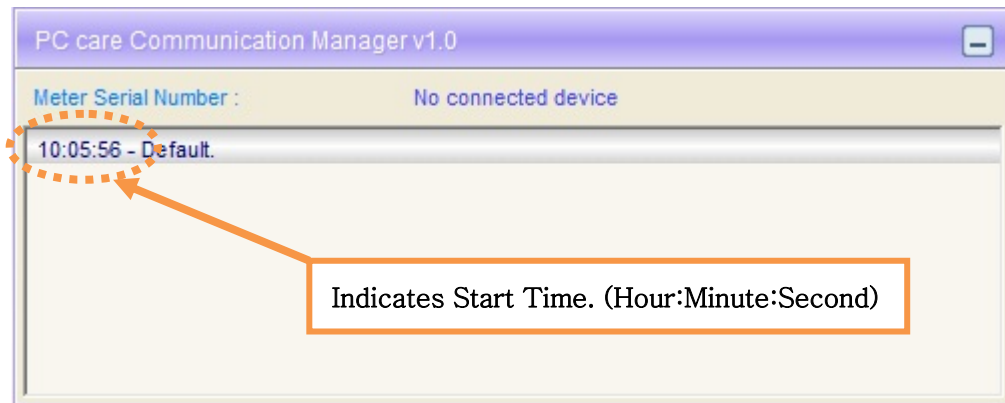 PC care Communication Manager v1.0
Meter Serial Number : No connected device
10:05:56 - Default.
Indicates Start Time. (Hour:Minute:Second)